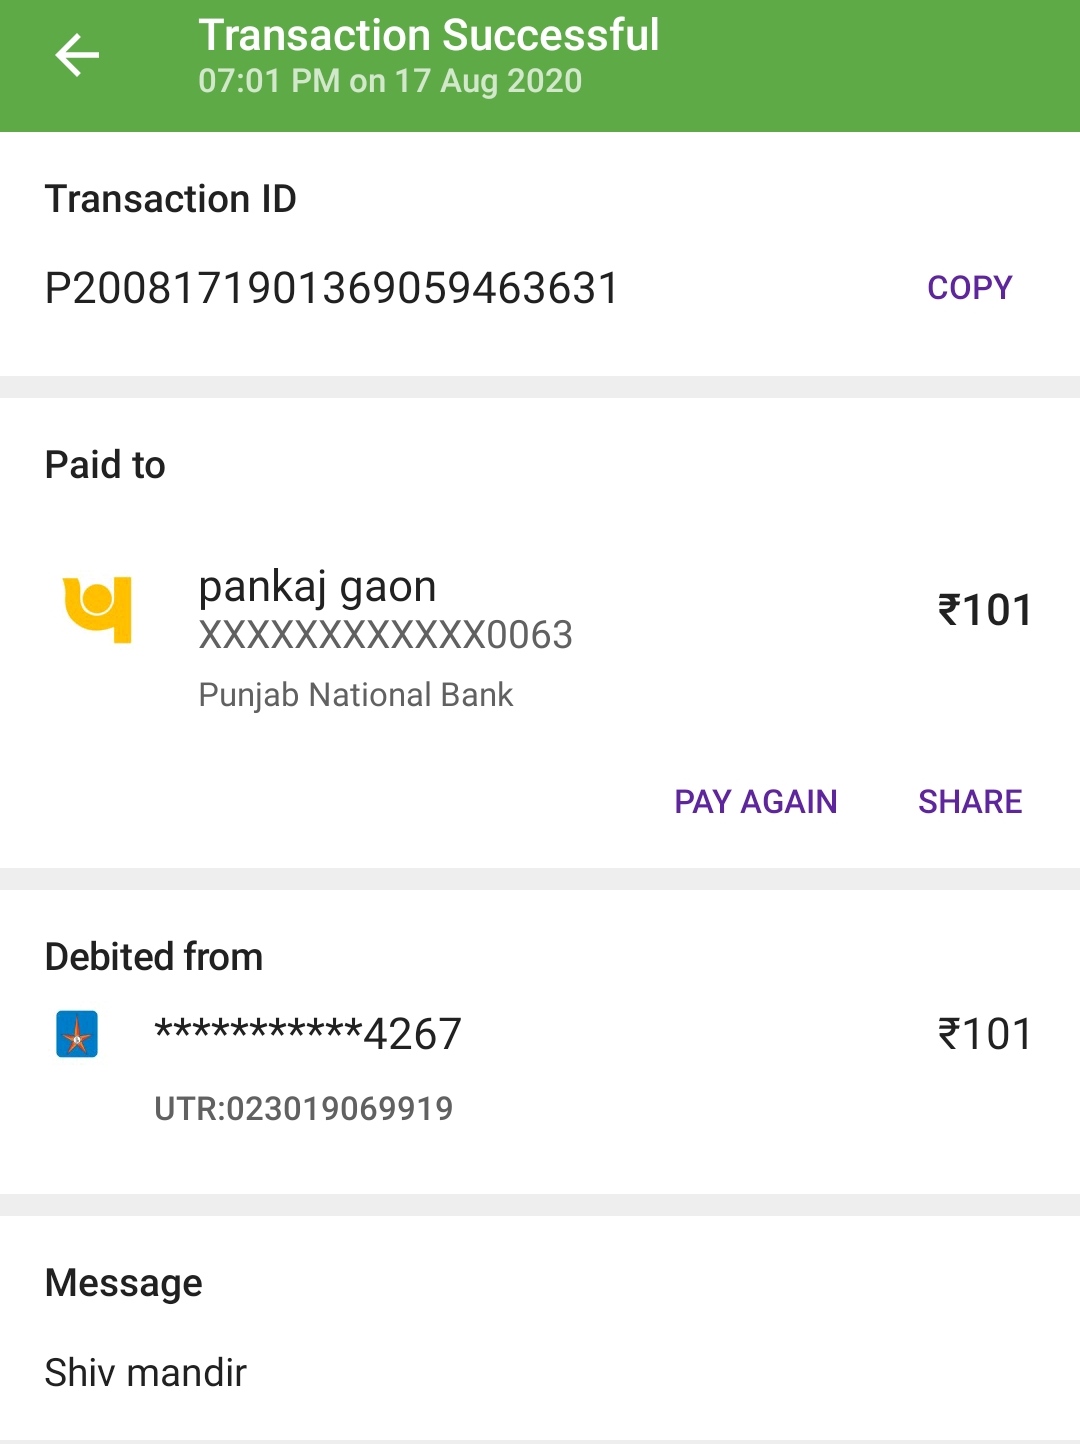 Transaction Successful
07:01 PM on 17 Aug 2020
Transaction ID
P2008171901369059463631
COPY
Paid to
pankaj gaon
₹101
XXXXXXXXXXXX0063
Punjab National Bank
PAY AGAIN
SHARE
Debited from
***********4267
₹101
UTR:023019069919
Message
Shiv mandir